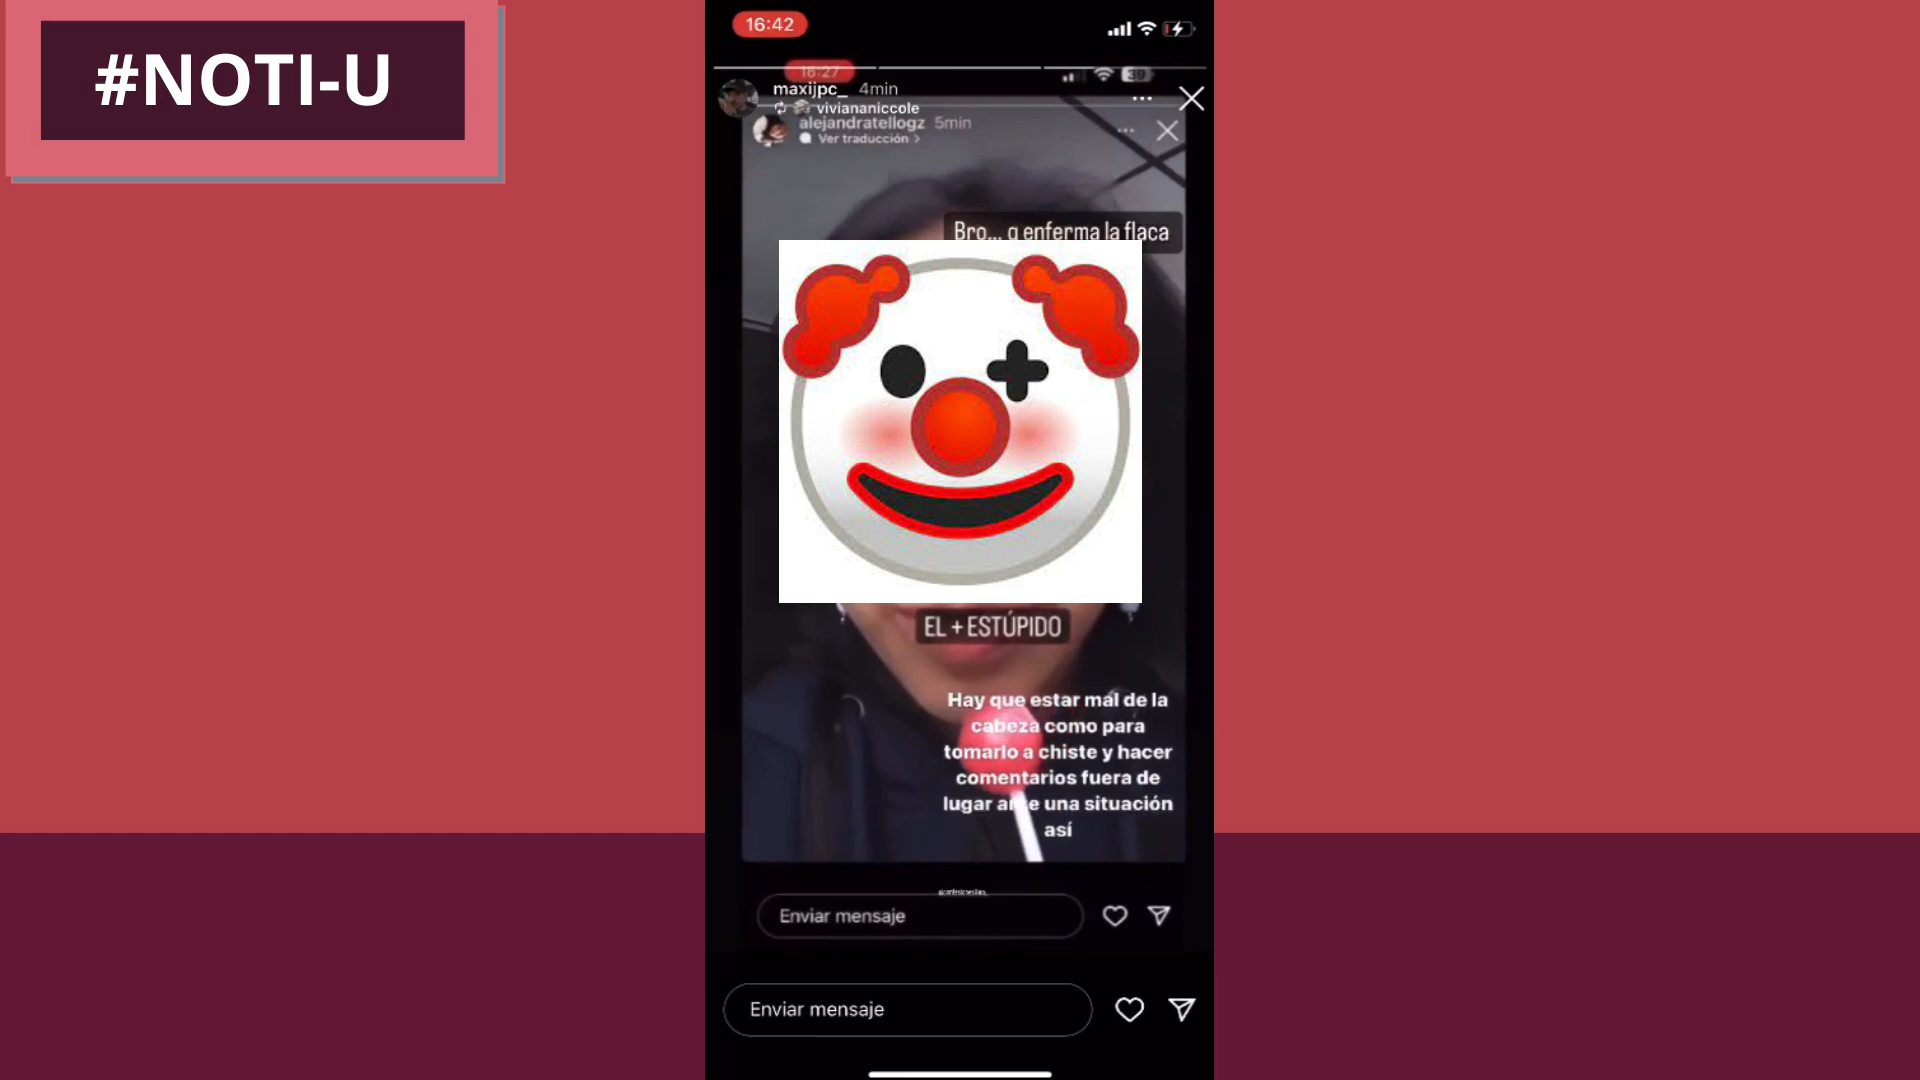 #NOTI-U
16:42
16:27
39
maxijpc_ 4min
viviananiccole
alejandratellogz 5min
Ver traducción >
Bro... q enferma la flaca
EL + ESTÚPIDO
Hay que estar mal de la
cabeza como para
tomarlo a chiste y hacer
comentarios fuera de
lugar ante una situación
así
Enviar mensaje
Enviar mensaje